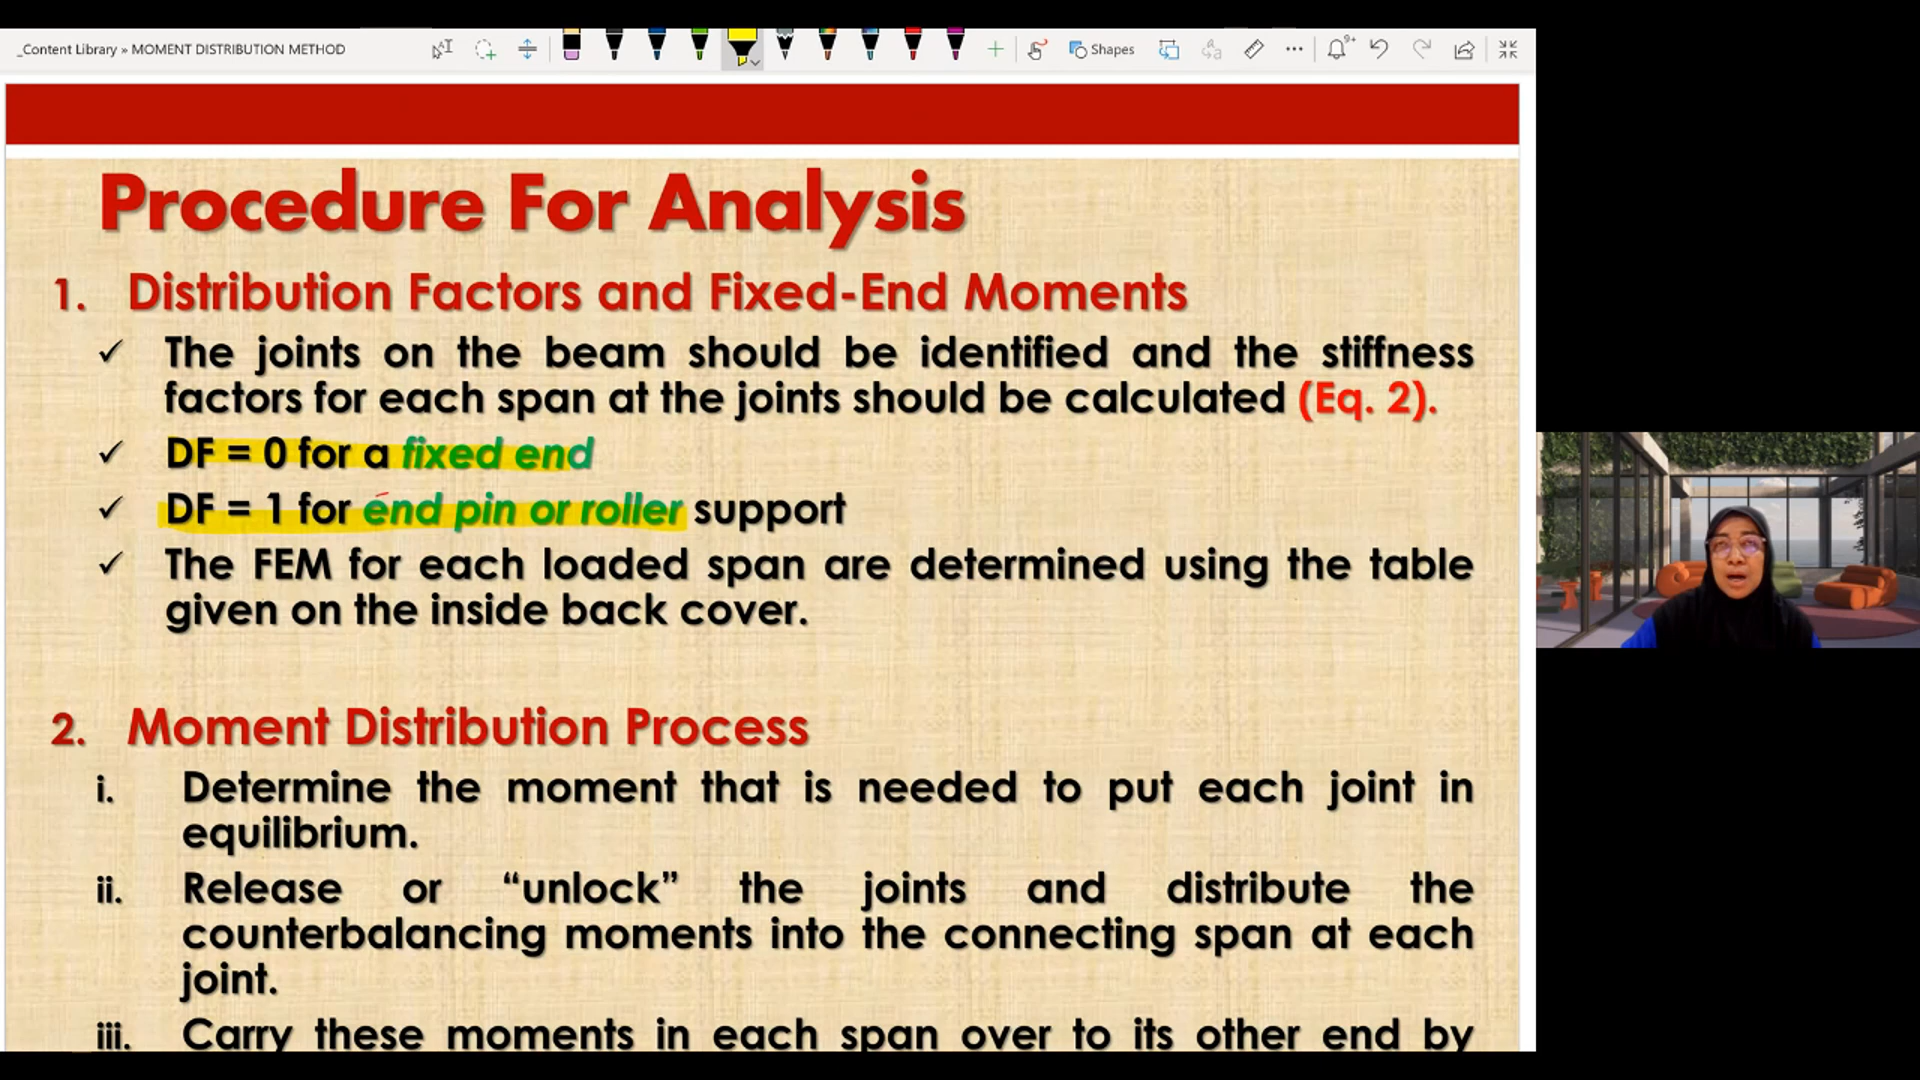 _Content Library » MOMENT DISTRIBUTION METHOD
Shapes
9+
Procedure For Analysis
1. Distribution Factors and Fixed-End Moments
✓ The joints on the beam should be identified and the stiffness
factors for each span at the joints should be calculated (Eq. 2).
✓ DF = 0 for a fixed end
✓ DF = 1 for end pin or roller support
✓ The FEM for each loaded span are determined using the table
given on the inside back cover.
2. Moment Distribution Process
i. Determine the moment that is needed to put each joint in
equilibrium.
ii. Release or “unlock” the joints and distribute the
counterbalancing moments into the connecting span at each
joint.
iii. Carry these moments in each span over to its other end by